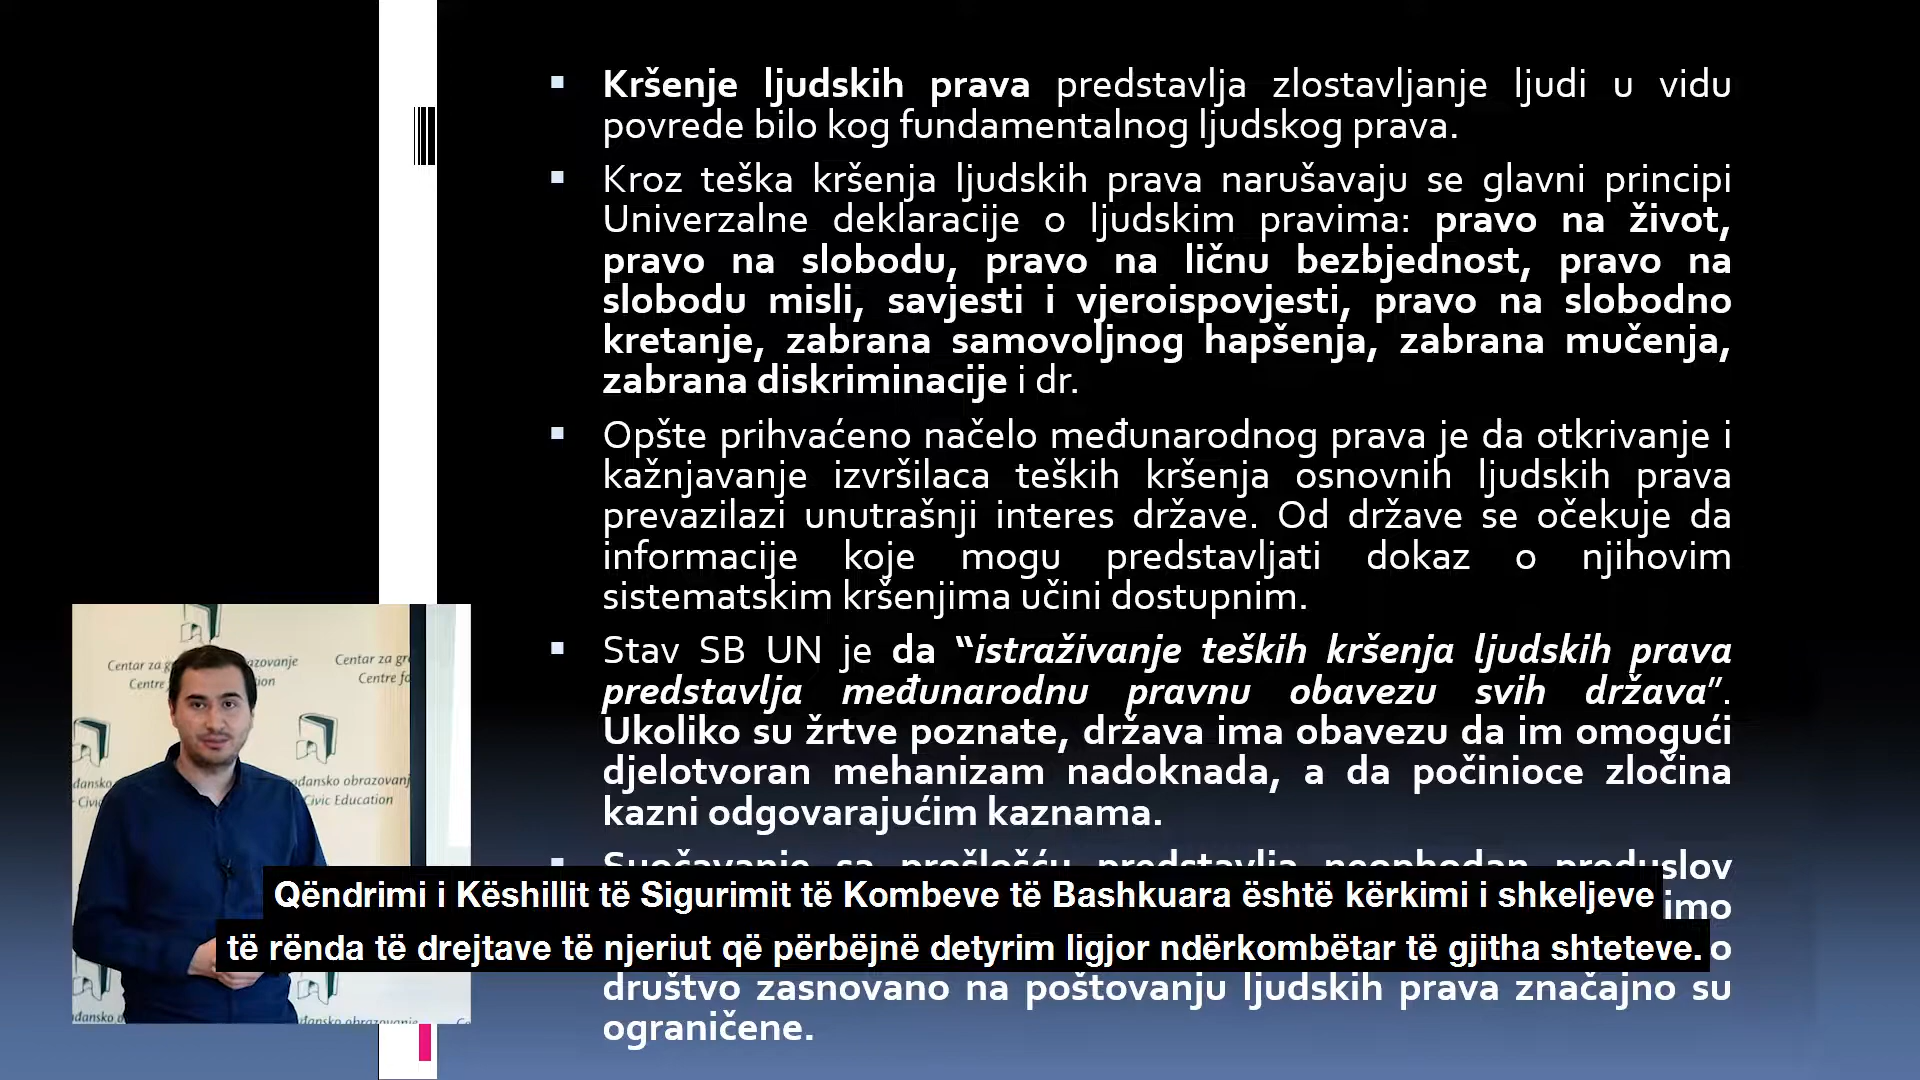 Kršenje ljudskih prava predstavlja zlostavljanje ljudi u vidu
povrede bilo kog fundamentalnog ljudskog prava.
Kroz teška kršenja ljudskih prava narušavaju se glavni principi
Univerzalne deklaracije o ljudskim pravima: pravo na život,
pravo na slobodu, pravo na ličnu bezbjednost, pravo na
slobodu misli, savjesti i vjeroispovjesti, pravo na slobodno
kretanje, zabrana samovoljnog hapšenja, zabrana mučenja,
zabrana diskriminacije i dr.
Opšte prihvaćeno načelo međunarodnog prava je da otkrivanje i
kažnjavanje izvršilaca teških kršenja osnovnih ljudskih prava
prevazilazi unutrašnji interes države. Od države se očekuje da
informacije koje mogu predstavljati dokaz o njihovim
sistematskim kršenjima učini dostupnim.
Stav SB UN je da “istraživanje teških kršenja ljudskih prava
predstavlja međunarodnu pravnu obavezu svih država”.
Ukoliko su žrtve poznate, država ima obavezu da im omogući
djelotvoran mehanizam nadoknada, a da počinioce zločina
kazni odgovarajućim kaznama.
Suočavanje sa prošlošću predstavlja neophodan preduslov
Qëndrimi i Këshillit të Sigurimit të Kombeve të Bashkuara është kërkimi i shkeljeve
të rënda të drejtave të njeriut që përbëjnë detyrim ligjor ndërkombëtar të gjitha shteteve.
društvo zasnovano na poštovanju ljudskih prava značajno su
ograničene.
Centar za
Centre
Centar za
Civic Education